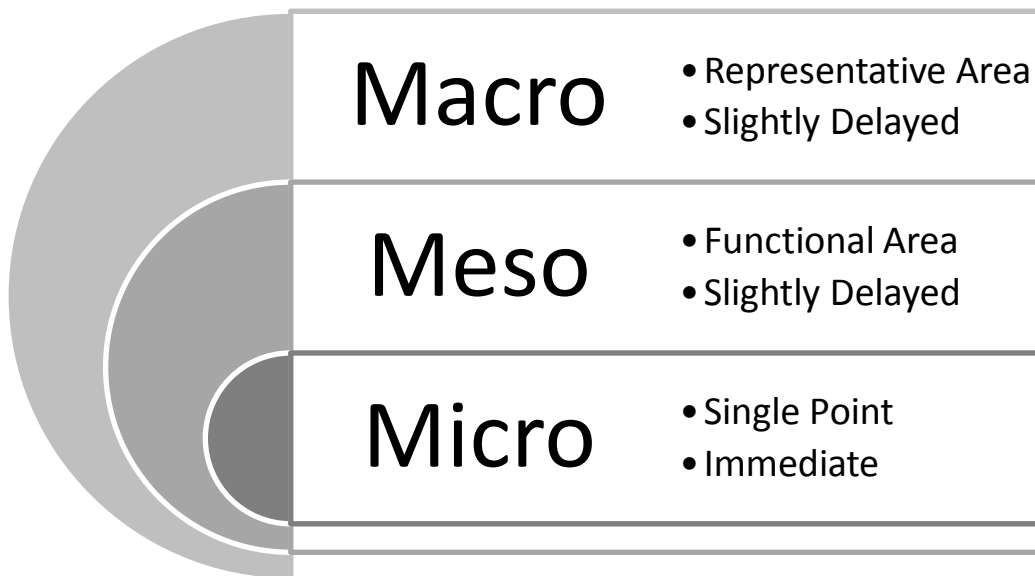 Macro
• Representative Area
• Slightly Delayed
Meso
• Functional Area
• Slightly Delayed
Micro
• Single Point
• Immediate